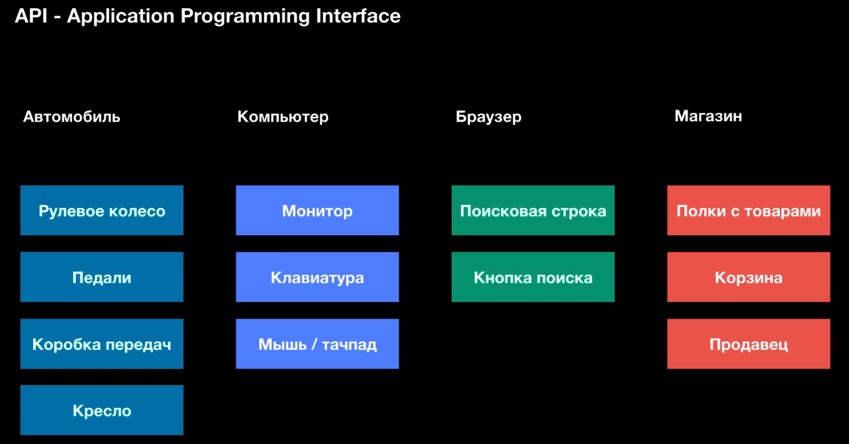 API - Application Programming Interface
Автомобиль
Компьютер
Браузер
Магазин
Рулевое колесо
Монитор
Поисковая строка
Полки с товарами
Педали
Клавиатура
Кнопка поиска
Корзина
Коробка передач
Мышь / тачпад
Продавец
Кресло